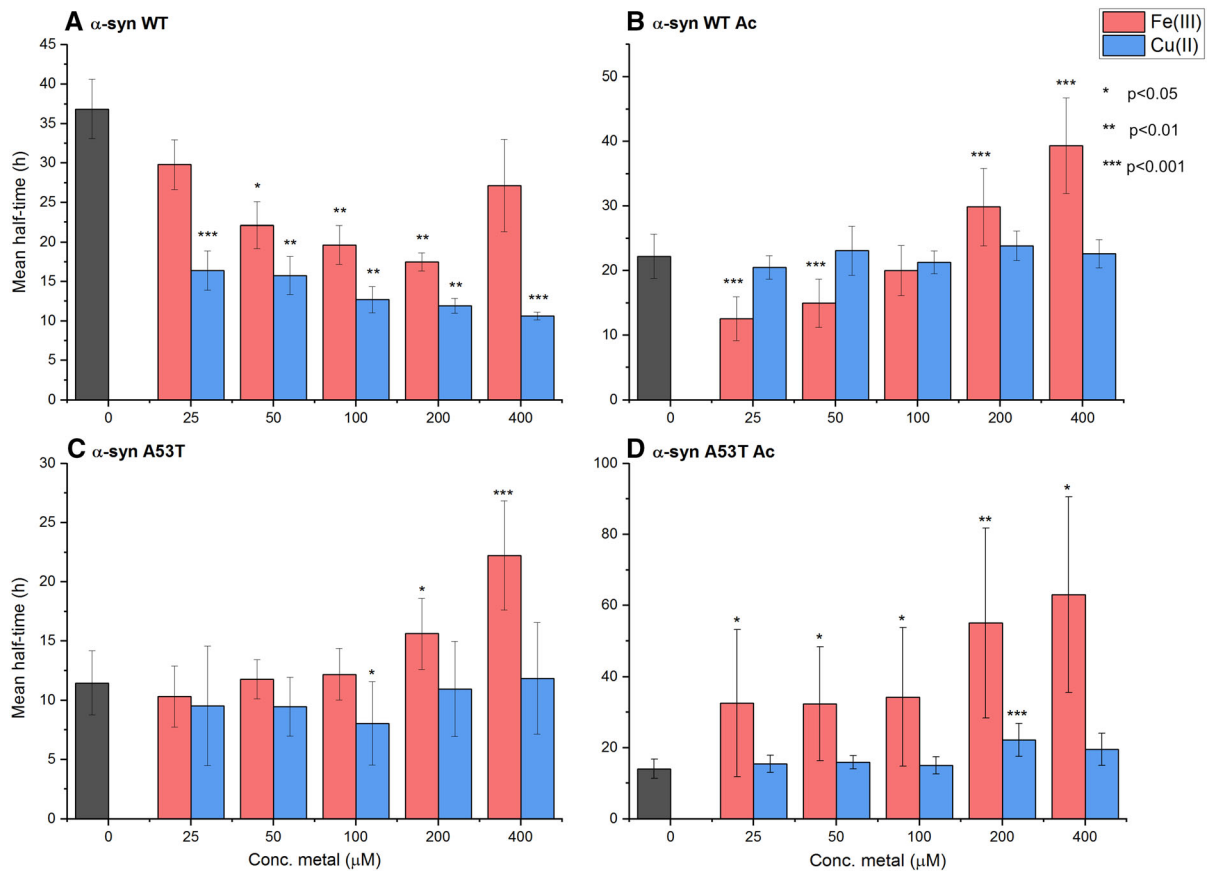 A α-syn WT
45
40
35
30
25
20
15
10
5
0
Mean half-time (h)
***
*
**
**
**
**
**
***
0 25 50 100 200 400
B α-syn WT Ac
50
40
30
20
10
0
***
***
***
***
0 25 50 100 200 400
Fe(III)
Cu(II)
* p<0.05
** p<0.01
*** p<0.001
C α-syn A53T
30
25
20
15
10
5
0
Mean half-time (h)
*
*
***
0 25 50 100 200 400
Conc. metal (μM)
D α-syn A53T Ac
100
80
60
40
20
0
*
*
*
**
***
*
0 25 50 100 200 400
Conc. metal (μM)